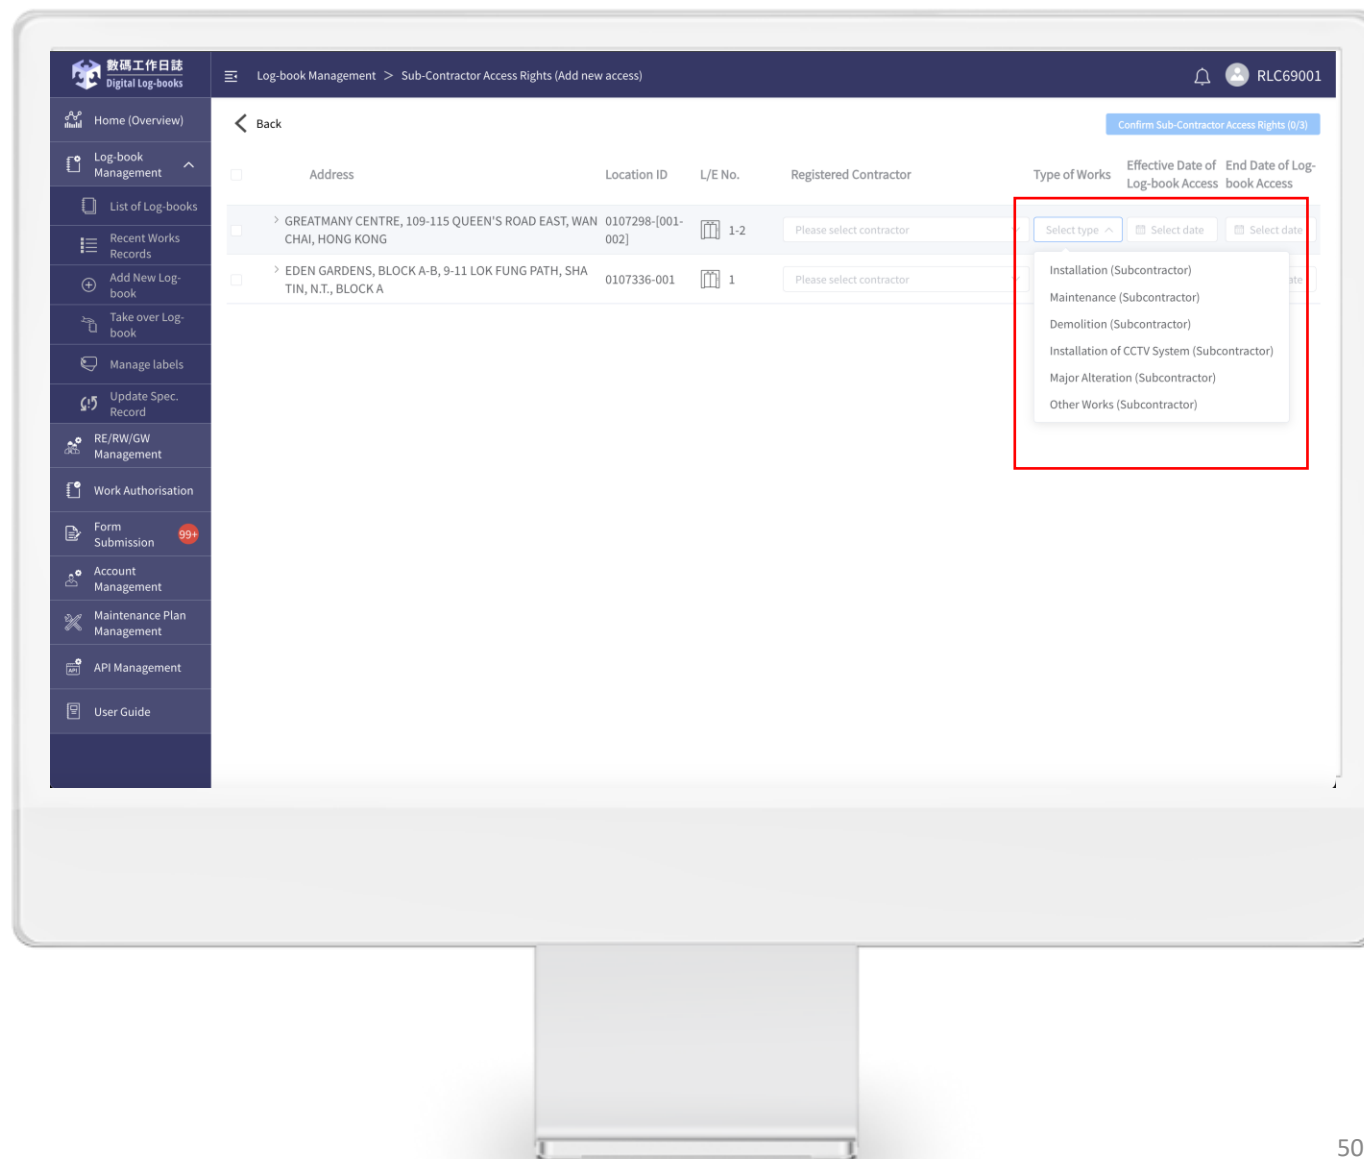 數碼工作日誌
Digital Log-books
Log-book Management > Sub-Contractor Access Rights (Add new access)
RLC69001
Home (Overview)
Log-book
Management
List of Log-books
Recent Works
Records
Add New Log-
book
Take over Log-
book
Manage labels
Update Spec.
Record
RE/RW/GW
Management
Work Authorisation
Form
Submission
99+
Account
Management
Maintenance Plan
Management
API Management
User Guide
Back
Confirm Sub-Contractor Access Rights (0/3)
Address
Location ID
L/E No.
Registered Contractor
Type of Works
Effective Date of
Log-book Access
End Date of Log-
book Access
> GREATMANY CENTRE, 109-115 QUEEN'S ROAD EAST, WAN
CHAI, HONG KONG
0107298-[001-
002]
1-2
Please select contractor
Select type
Select date
Select date
> EDEN GARDENS, BLOCK A-B, 9-11 LOK FUNG PATH, SHA
TIN, N.T., BLOCK A
0107336-001
1
Please select contractor
Installation (Subcontractor)
Maintenance (Subcontractor)
Demolition (Subcontractor)
Installation of CCTV System (Subcontractor)
Major Alteration (Subcontractor)
Other Works (Subcontractor)
50